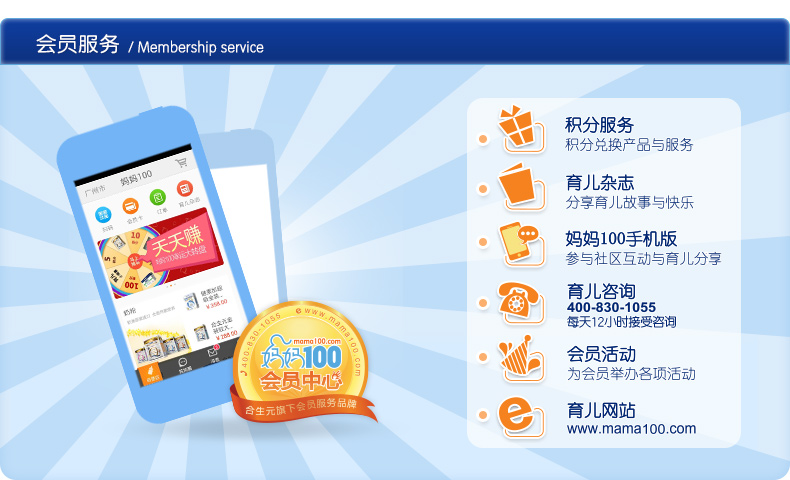 会员服务 / Membership service
广州市 妈妈100
扫码 会员卡 订单 育儿杂志
天天赚
奶粉
¥268.00
¥268.00
400-830-1055 www.mama100.com
mama100.com
妈妈100
会员中心
合生元旗下会员服务品牌
积分服务
积分兑换产品与服务
育儿杂志
分享育儿故事与快乐
妈妈100手机版
参与社区互动与育儿分享
育儿咨询
400-830-1055
每天12小时接受咨询
会员活动
为会员举办各项活动
育儿网站
www.mama100.com